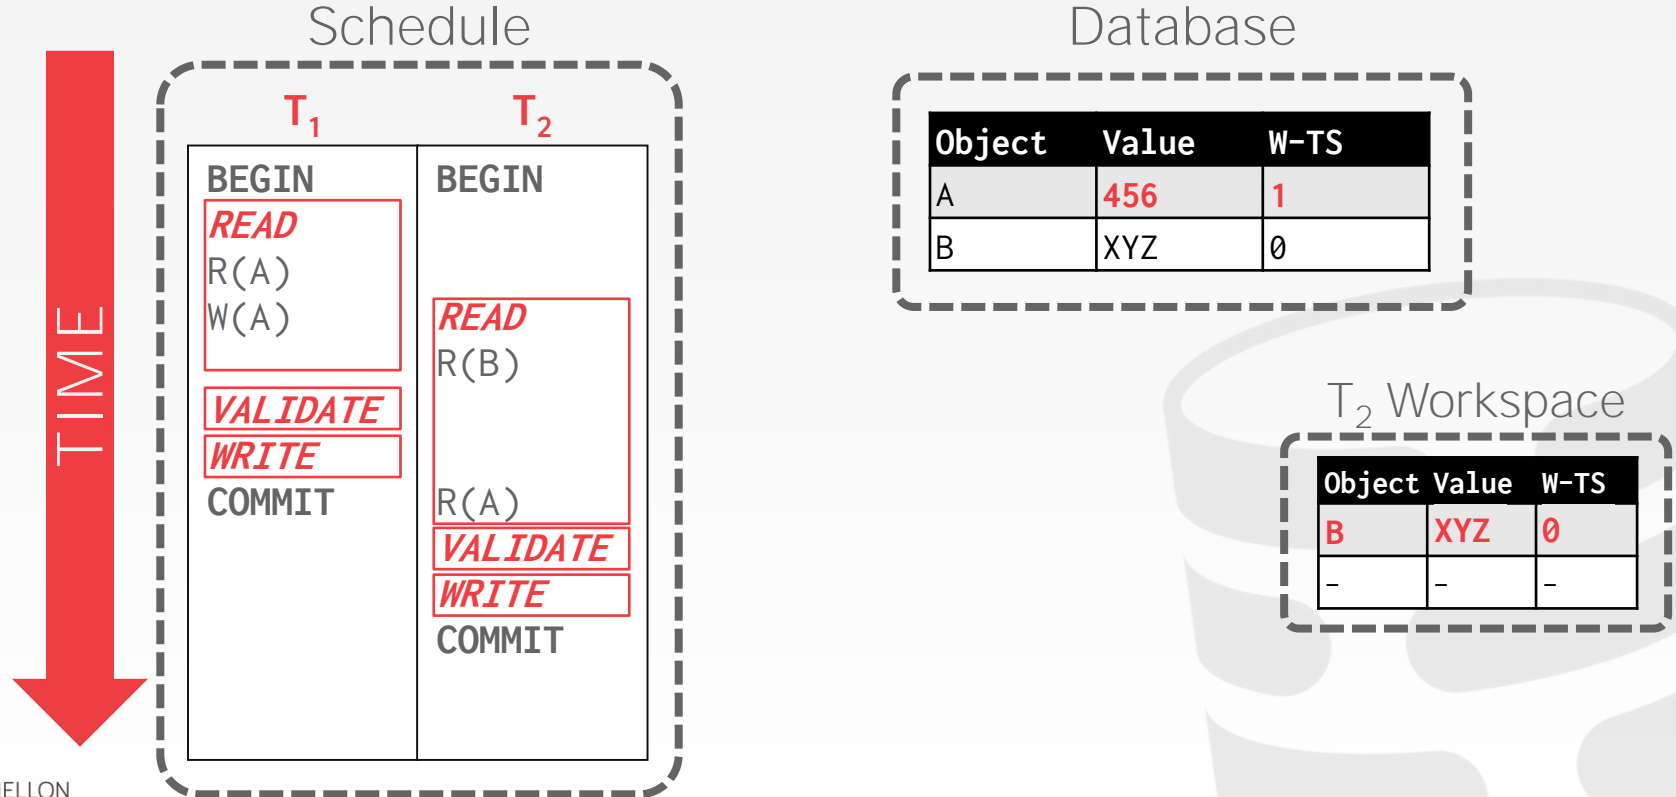 Schedule
Database
TIME
T1 T2
BEGIN BEGIN
READ
R(A)
W(A) READ
R(B)
VALIDATE
WRITE
COMMIT R(A)
VALIDATE
WRITE
COMMIT
Object Value W-TS
A 456 1
B XYZ 0
T2 Workspace
Object Value W-TS
B XYZ 0
- - -
ELLON